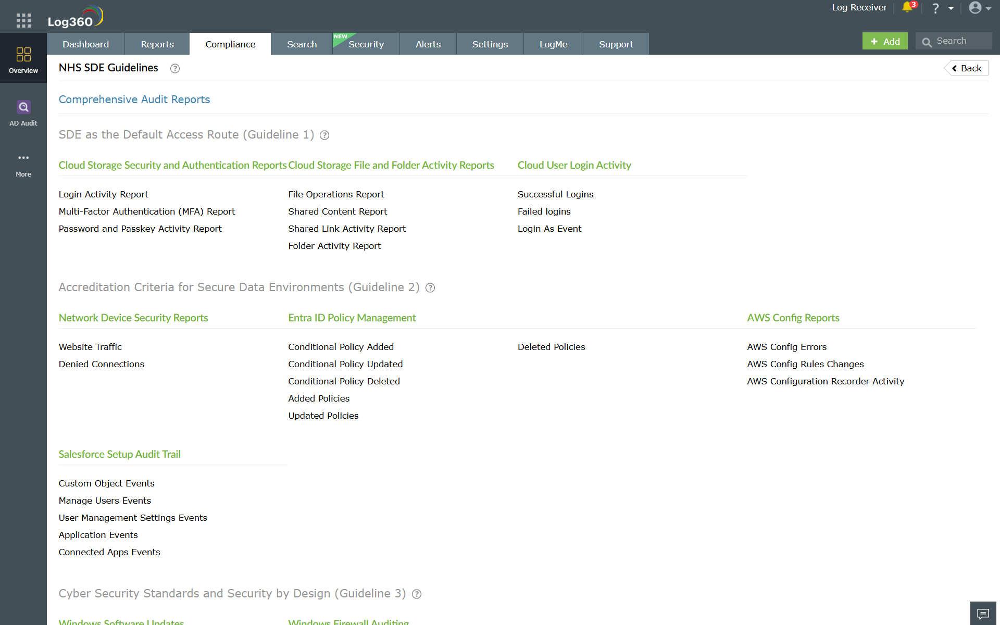 Log360
Log Receiver
3
?
Dashboard
Reports
Compliance
Search
NEW
Security
Alerts
Settings
LogMe
Support
+ Add
Search
Overview
AD Audit
More
NHS SDE Guidelines ?
Back
Comprehensive Audit Reports
SDE as the Default Access Route (Guideline 1) ?
Cloud Storage Security and Authentication Reports
Login Activity Report
Multi-Factor Authentication (MFA) Report
Password and Passkey Activity Report
Cloud Storage File and Folder Activity Reports
File Operations Report
Shared Content Report
Shared Link Activity Report
Folder Activity Report
Cloud User Login Activity
Successful Logins
Failed logins
Login As Event
Accreditation Criteria for Secure Data Environments (Guideline 2) ?
Network Device Security Reports
Website Traffic
Denied Connections
Entra ID Policy Management
Conditional Policy Added
Conditional Policy Updated
Conditional Policy Deleted
Added Policies
Updated Policies
Deleted Policies
AWS Config Reports
AWS Config Errors
AWS Config Rules Changes
AWS Configuration Recorder Activity
Salesforce Setup Audit Trail
Custom Object Events
Manage Users Events
User Management Settings Events
Application Events
Connected Apps Events
Cyber Security Standards and Security by Design (Guideline 3) ?
Windows Software Updates
Windows Firewall Auditing